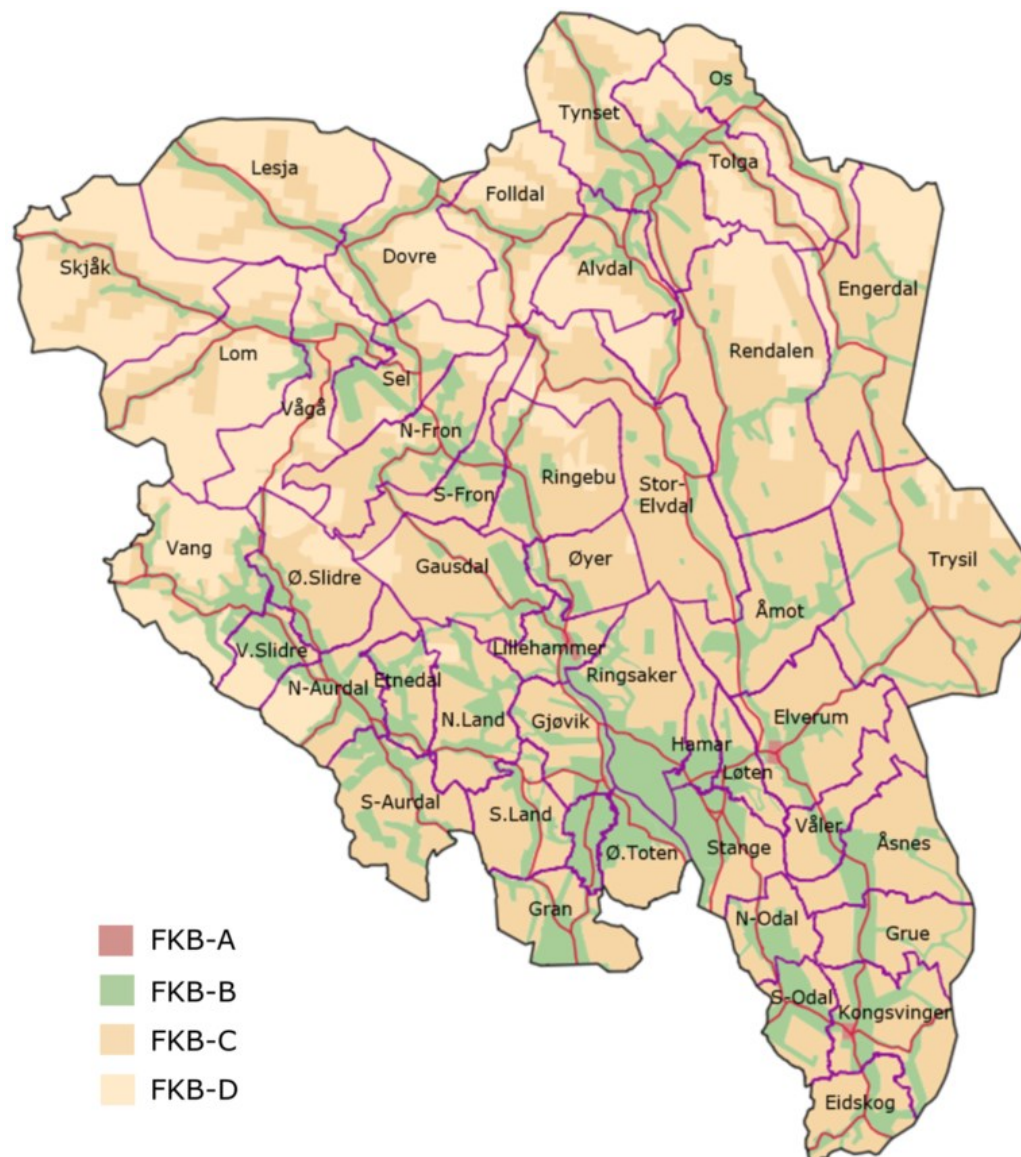 Os
Tynset
Tolga
Lesja
Folldal
Dovre
Skjåk
Alvdal
Engerdal
Rendalen
Lom
Sel
Vågå
N-Fron
Ringebu
Stor-
Elvdal
S-Fron
Vang
Øyer
Trysil
Gausdal
Ø.Slidre
Åmot
Lillehammer
V.Slidre
Ringsaker
Etnedal
N-Aurdal
Elverum
N.Land
Gjøvik
Hamar
Løten
S-Aurdal
S.Land
Våler
Åsnes
Ø.Toten
Stange
Gran
N-Odal
Grue
S-Odal
Kongsvinger
Eidskog
FKB-A
FKB-B
FKB-C
FKB-D